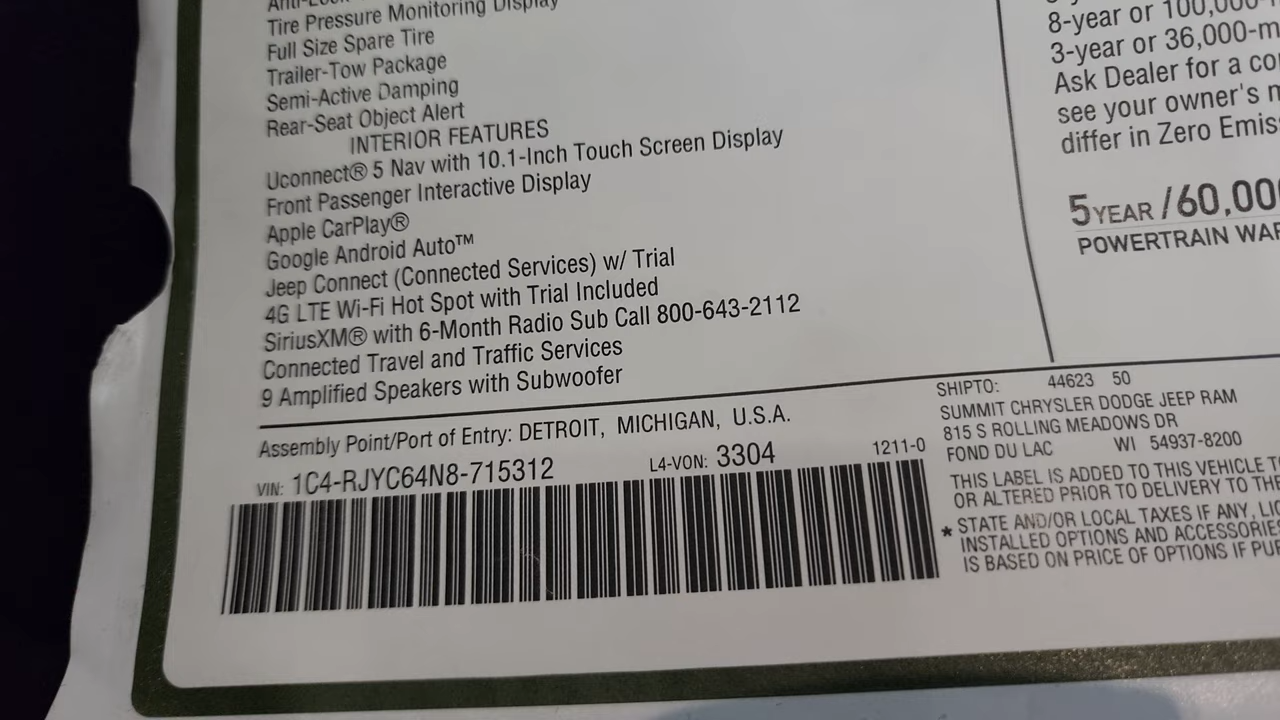 Tire Pressure Monitoring Display
Full Size Spare Tire
Trailer-Tow Package
Semi-Active Damping
Rear-Seat Object Alert
INTERIOR FEATURES
Uconnect® 5 Nav with 10.1-Inch Touch Screen Display
Front Passenger Interactive Display
Apple CarPlay®
Google Android Auto™
Jeep Connect (Connected Services) w/ Trial
4G LTE Wi-Fi Hot Spot with Trial Included
SiriusXM® with 6-Month Radio Sub Call 800-643-2112
Connected Travel and Traffic Services
9 Amplified Speakers with Subwoofer
8-year or 100,000-
3-year or 36,000-m
Ask Dealer for a co
see your owner's m
differ in Zero Emis
5 YEAR / 60,00
POWERTRAIN WAR
Assembly Point/Port of Entry: DETROIT, MICHIGAN, U.S.A.
VIN: 1C4-RJYC64N8-715312 L4-VON: 3304 1211-0
SHIPTO: 44623 50
SUMMIT CHRYSLER DODGE JEEP RAM
815 S ROLLING MEADOWS DR
FOND DU LAC WI 54937-8200
THIS LABEL IS ADDED TO THIS VEHICLE TO
OR ALTERED PRIOR TO DELIVERY TO THE
* STATE AND/OR LOCAL TAXES IF ANY, LIC
INSTALLED OPTIONS AND ACCESSORIE
IS BASED ON PRICE OF OPTIONS IF PUR